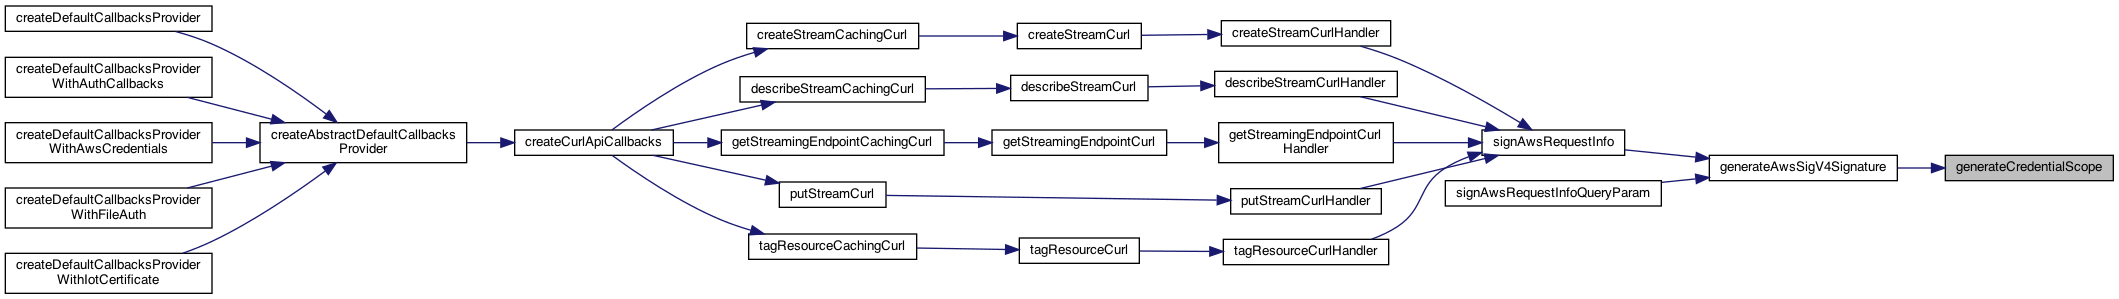 createDefaultCallbacksProvider
createDefaultCallbacksProvider
WithAuthCallbacks
createDefaultCallbacksProvider
WithAwsCredentials
createDefaultCallbacksProvider
WithFileAuth
createDefaultCallbacksProvider
WithIotCertificate
createAbstractDefaultCallbacks
Provider
createCurlApiCallbacks
createStreamCachingCurl
describeStreamCachingCurl
getStreamingEndpointCachingCurl
putStreamCurl
tagResourceCachingCurl
createStreamCurl
describeStreamCurl
getStreamingEndpointCurl
tagResourceCurl
createStreamCurlHandler
describeStreamCurlHandler
getStreamingEndpointCurl
Handler
putStreamCurlHandler
tagResourceCurlHandler
signAwsRequestInfo
signAwsRequestInfoQueryParam
generateAwsSigV4Signature
generateCredentialScope